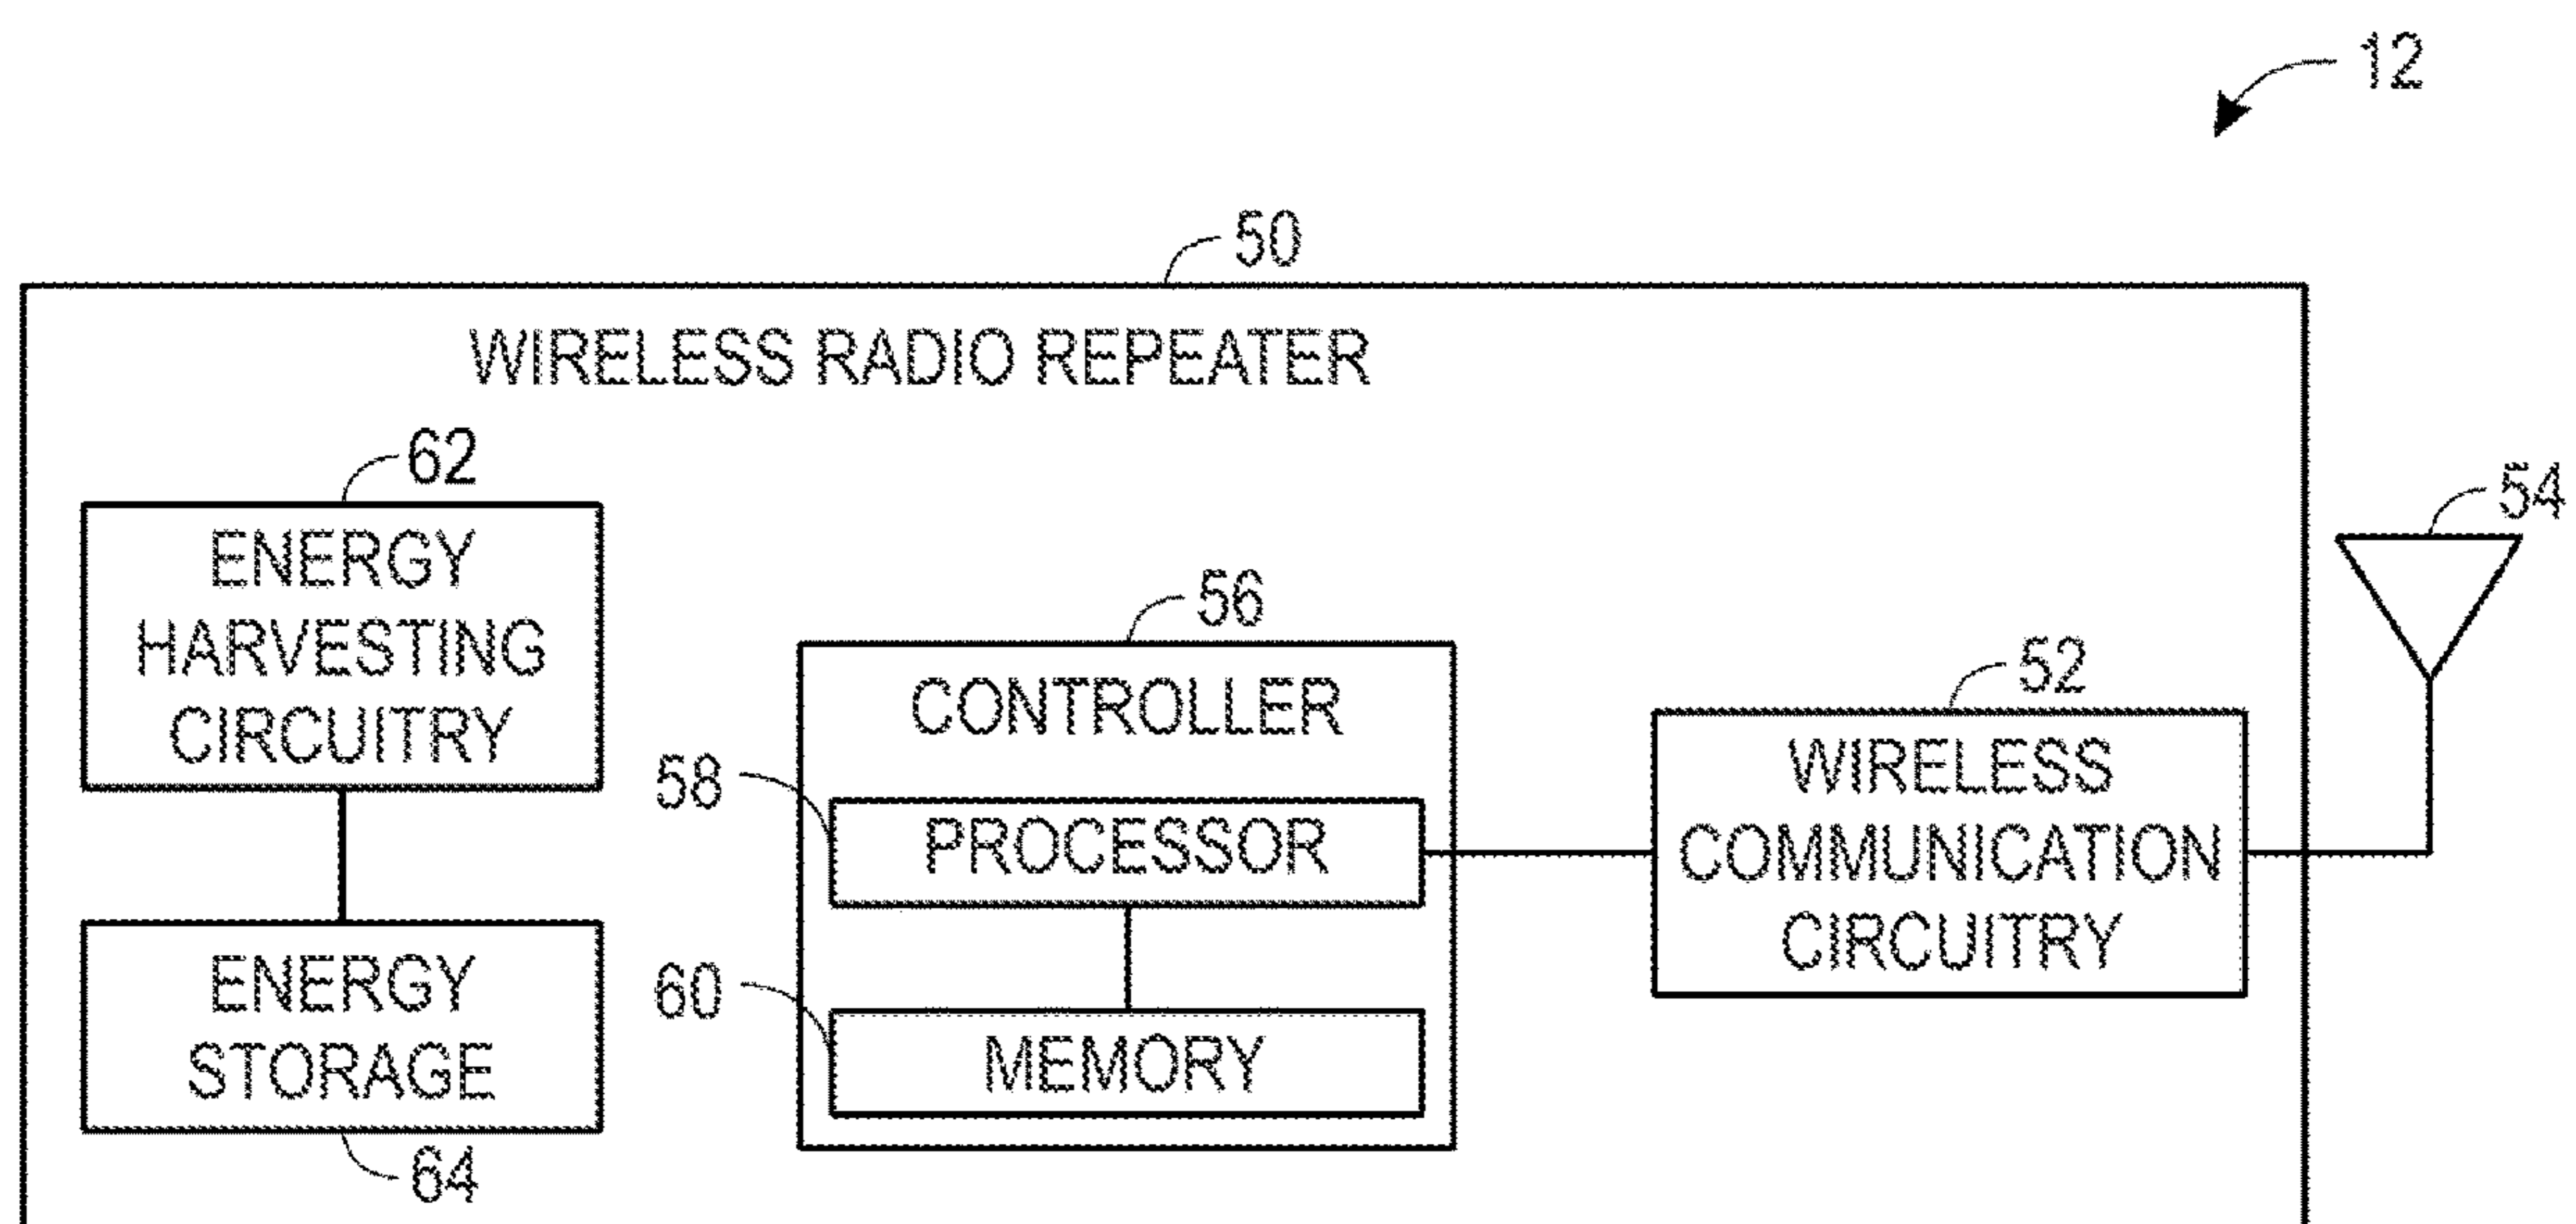 12
50
WIRELESS RADIO REPEATER
62
ENERGY
HARVESTING
CIRCUITRY
54
56
CONTROLLER
52
WIRELESS
COMMUNICATION
CIRCUITRY
58
PROCESSOR
60
MEMORY
ENERGY
STORAGE
64